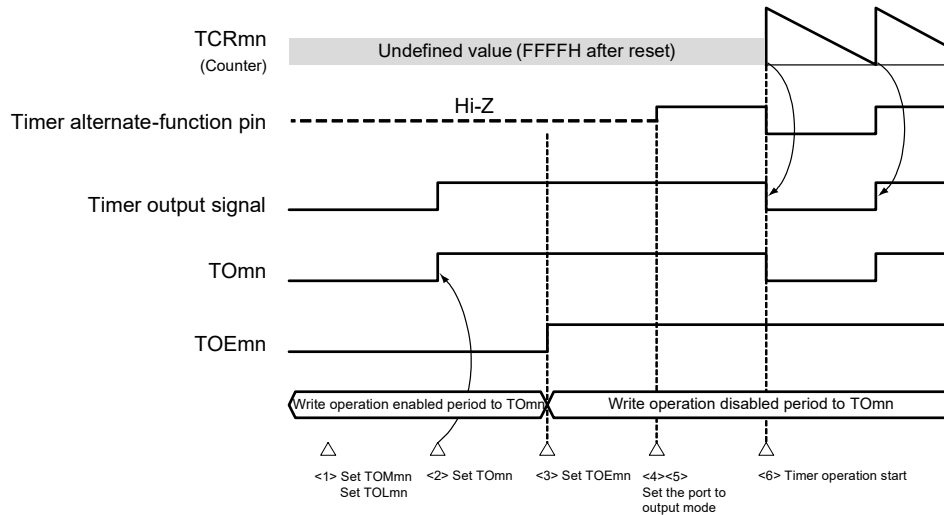 TCRmn
(Counter)
Undefined value (FFFFH after reset)
Hi-Z
Timer alternate-function pin
Timer output signal
TOmn
TOEmn
Write operation enabled period to TOmn
Write operation disabled period to TOmn
<1> Set TOMmn
Set TOLmn
<2> Set TOmn
<3> Set TOEmn
<4><5>
Set the port to
output mode
<6> Timer operation start